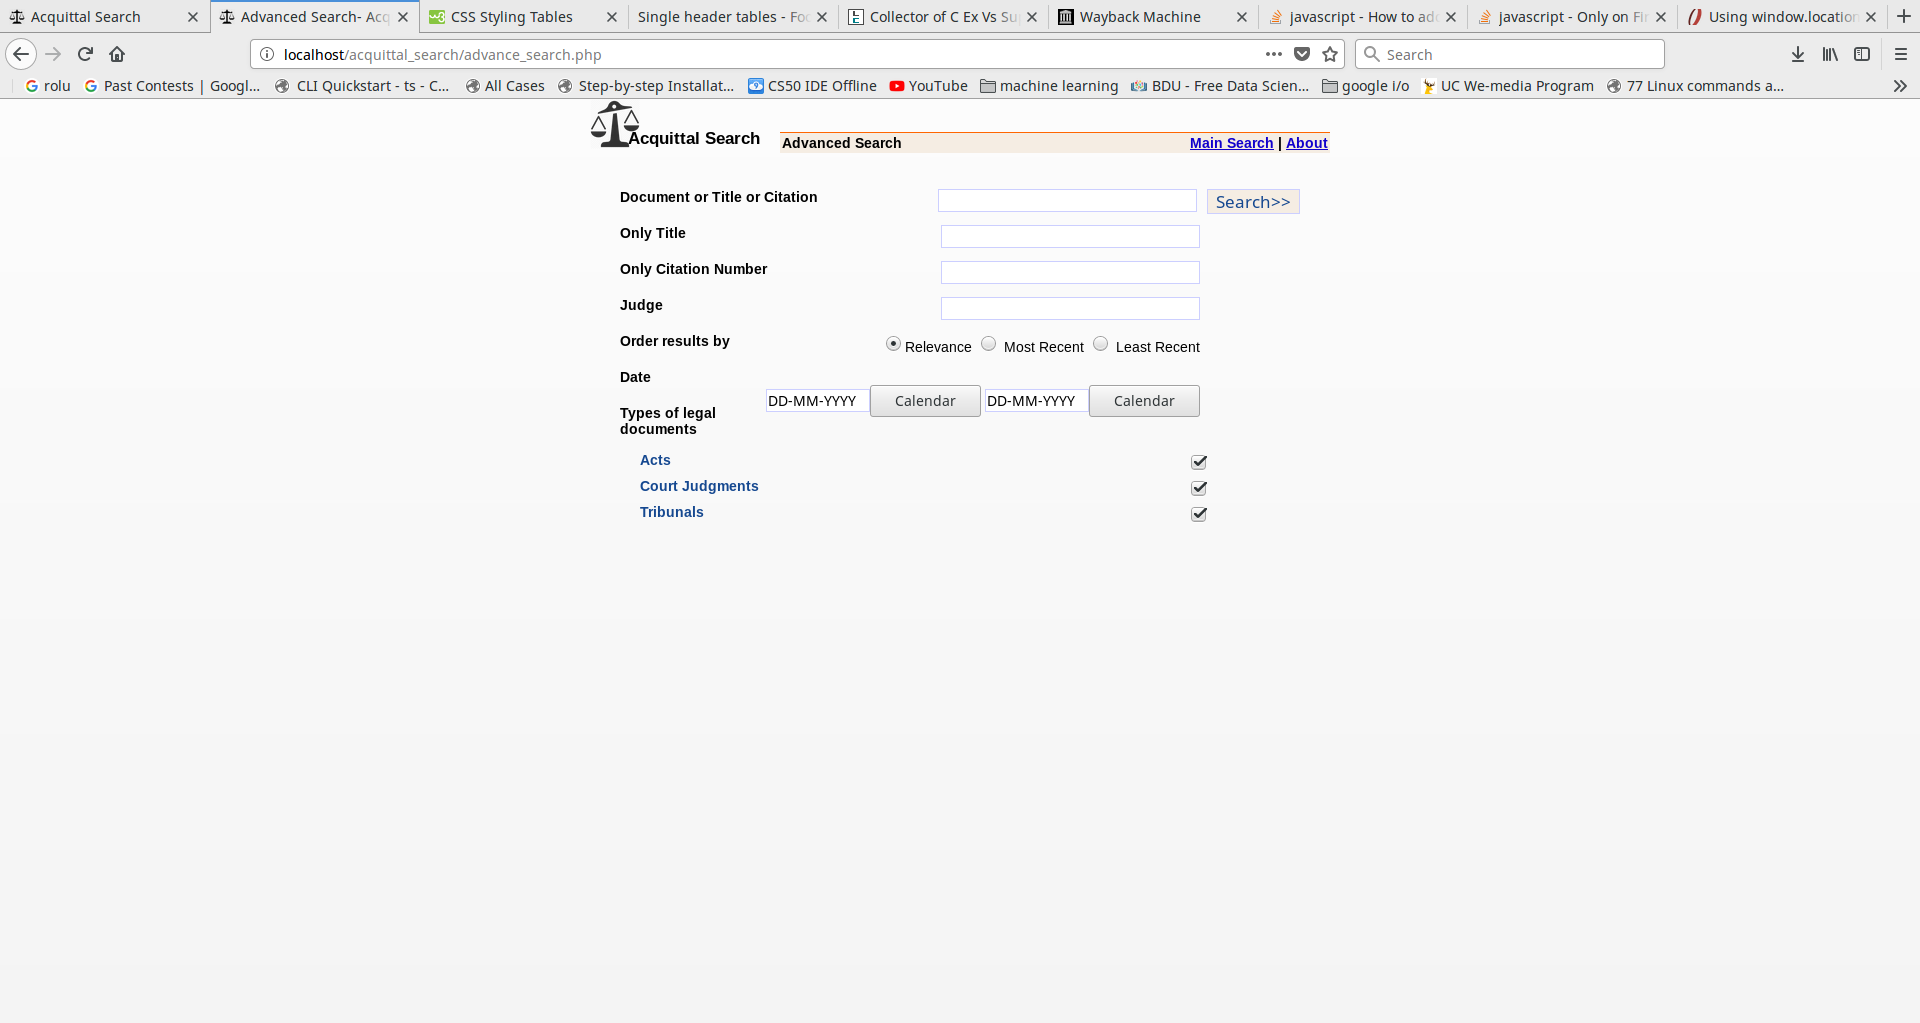 Acquittal Search
Advanced Search- Acq
CSS Styling Tables
Single header tables - Foo
Collector of C Ex Vs Su
Wayback Machine
javascript - How to ad
javascript - Only on Fi
Using window.location
localhost/acquittal_search/advance_search.php
Search
rolu
Past Contests | Googl...
CLI Quickstart - ts - C...
All Cases
Step-by-step Installat...
CS50 IDE Offline
YouTube
machine learning
BDU - Free Data Scien...
google i/o
UC We-media Program
77 Linux commands a...
Acquittal Search
Advanced Search
Main Search | About
Document or Title or Citation
Search>>
Only Title
Only Citation Number
Judge
Order results by
Relevance Most Recent Least Recent
Date
DD-MM-YYYY Calendar DD-MM-YYYY Calendar
Types of legal
documents
Acts
Court Judgments
Tribunals